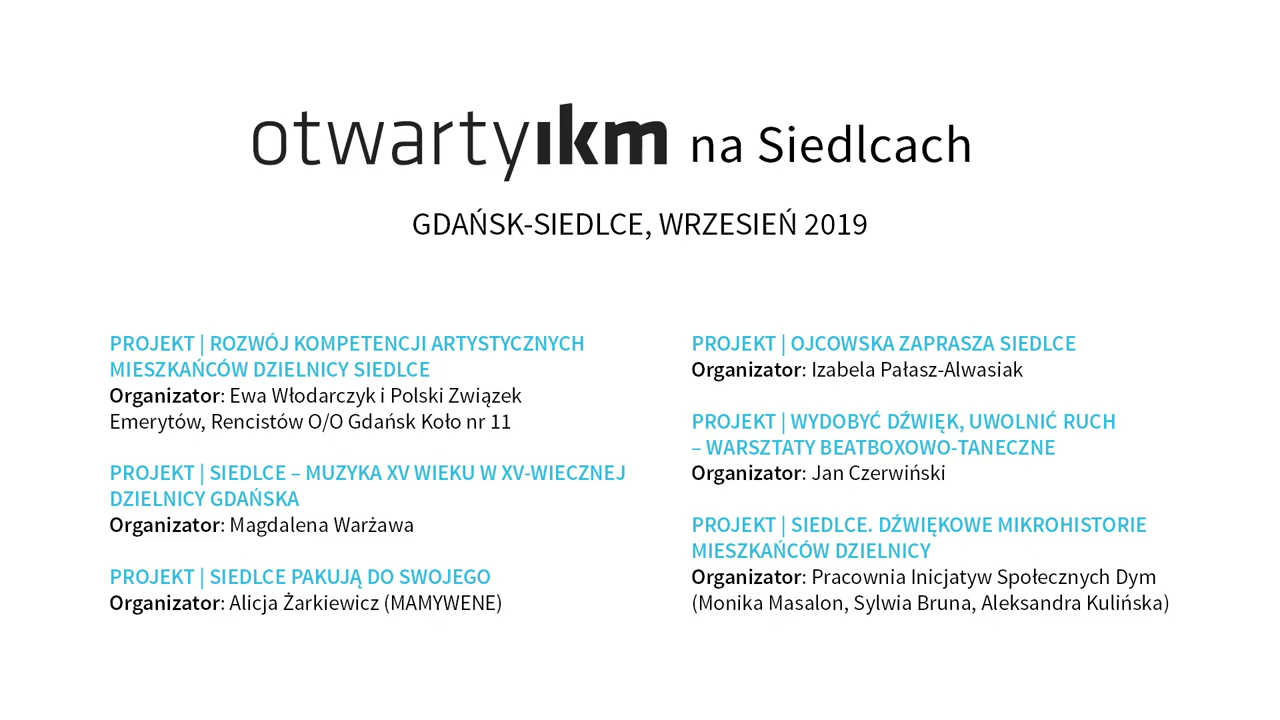 otwartyıkm na Siedlcach
GDAŃSK-SIEDLCE, WRZESIEŃ 2019
PROJEKT | ROZWÓJ KOMPETENCJI ARTYSTYCZNYCH
MIESZKAŃCÓW DZIELNICY SIEDLCE
Organizator: Ewa Włodarczyk i Polski Związek
Emerytów, Rencistów O/O Gdańsk Koło nr 11
PROJEKT | SIEDLCE – MUZYKA XV WIEKU W XV-WIECZNEJ
DZIELNICY GDAŃSKA
Organizator: Magdalena Warżawa
PROJEKT | SIEDLCE PAKUJĄ DO SWOJEGO
Organizator: Alicja Żarkiewicz (MAMYWENE)
PROJEKT | OJCOWSKA ZAPRASZA SIEDLCE
Organizator: Izabela Pałasz-Alwasiak
PROJEKT | WYDOBYĆ DŹWIĘK, UWOLNIĆ RUCH
– WARSZTATY BEATBOXOWO-TANECZNE
Organizator: Jan Czerwiński
PROJEKT | SIEDLCE. DŹWIĘKOWE MIKROHISTORIE
MIESZKAŃCÓW DZIELNICY
Organizator: Pracownia Inicjatyw Społecznych Dym
(Monika Masalon, Sylwia Bruna, Aleksandra Kulińska)